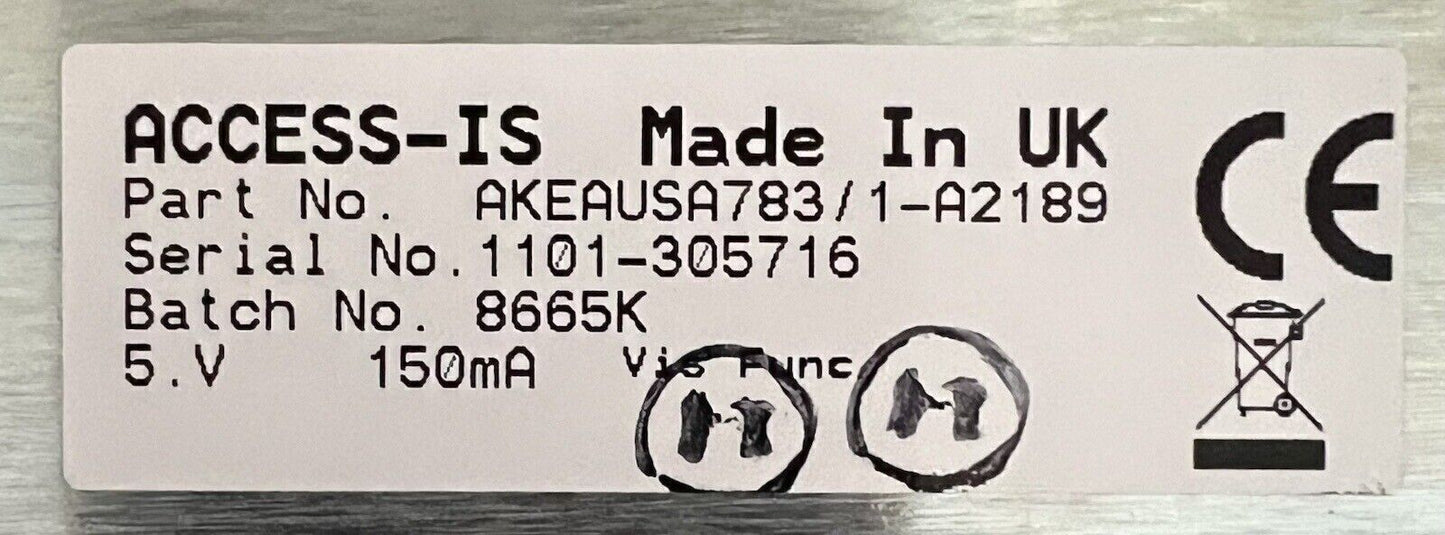 ACCESS-IS Made In UK
Part No. AKEAUSA783/1-A2189
Serial No. 1101-305716
Batch No. 8665K
5.V 150mA Vis Func
H H
CE